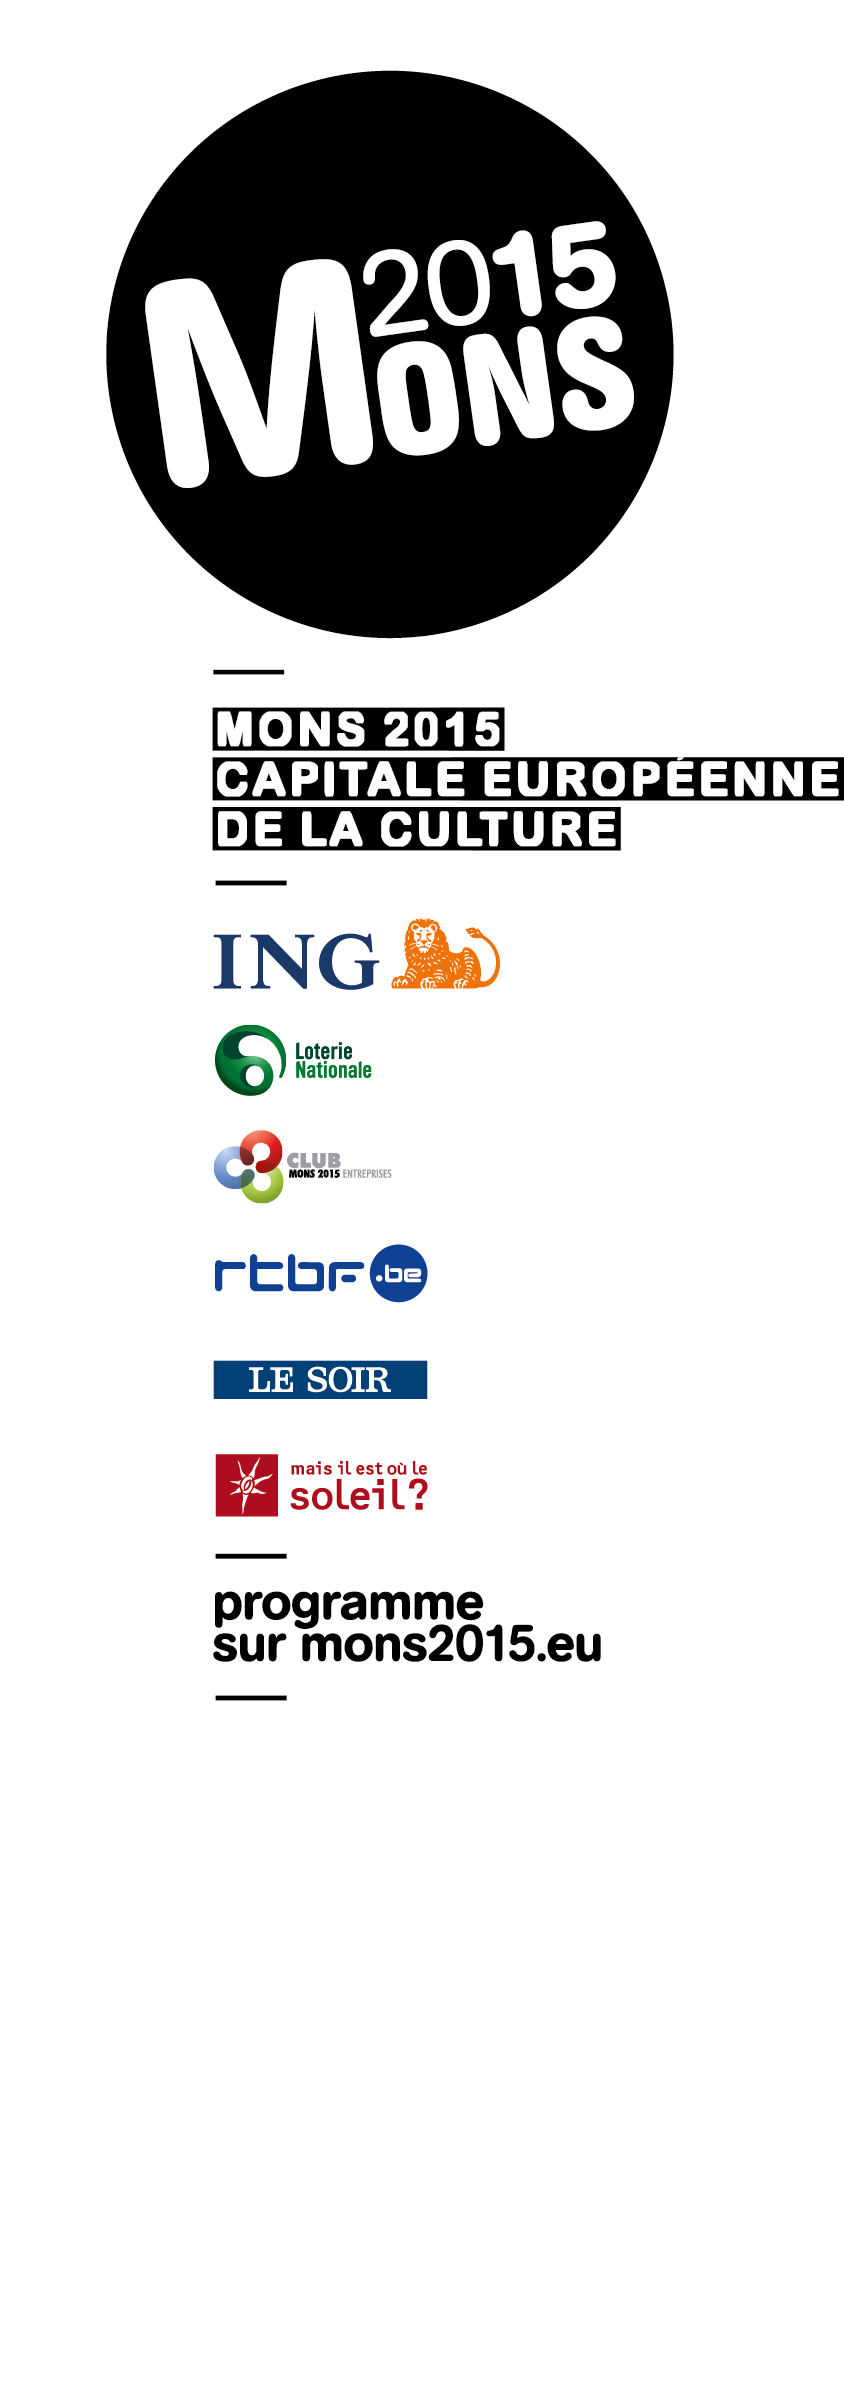 2015
MONS
MONS 2015
CAPITALE EUROPÉENNE
DE LA CULTURE
ING
Loterie
Nationale
CLUB
MONS 2015 ENTREPRISES
rtbf .be
LE SOIR
mais il est où le
soleil?
programme
sur mons2015.eu